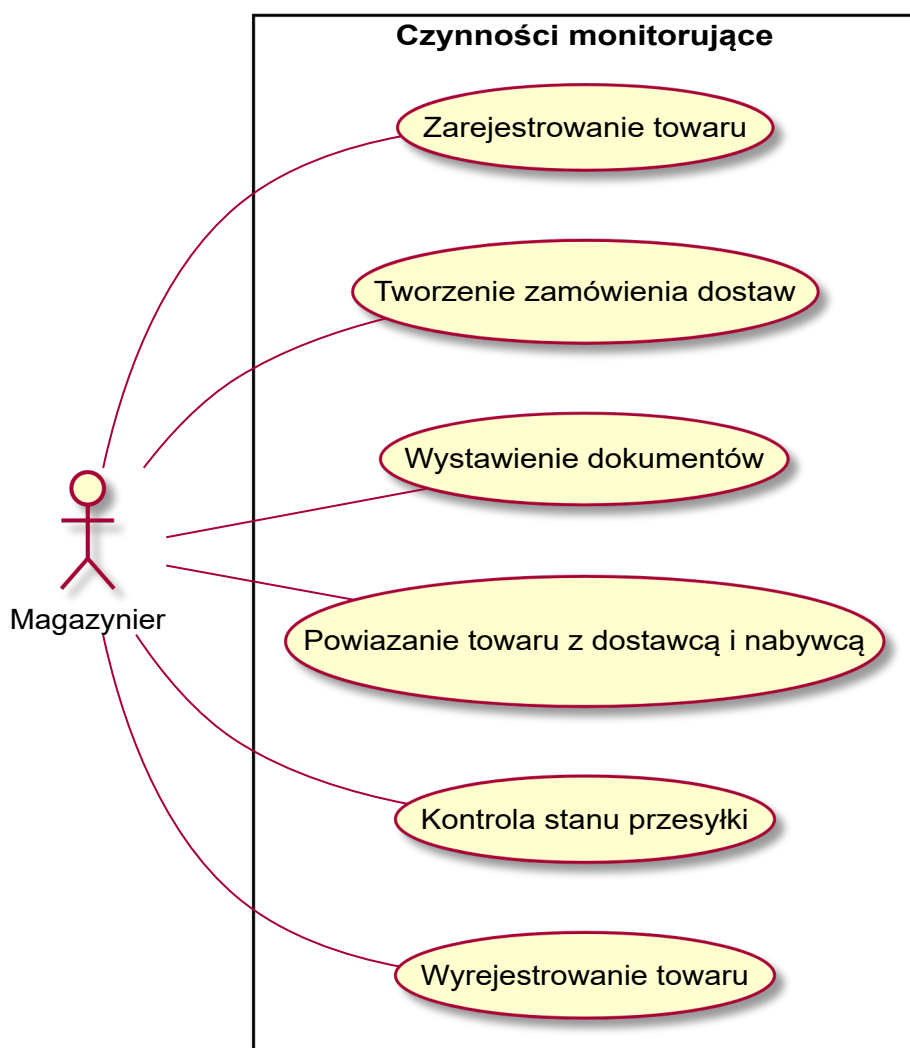 Czynności monitorujące
Zarejestrowanie towaru
Tworzenie zamówienia dostaw
Wystawienie dokumentów
Magazynier
Powiazanie towaru z dostawcą i nabywcą
Kontrola stanu przesyłki
Wyrejestrowanie towaru